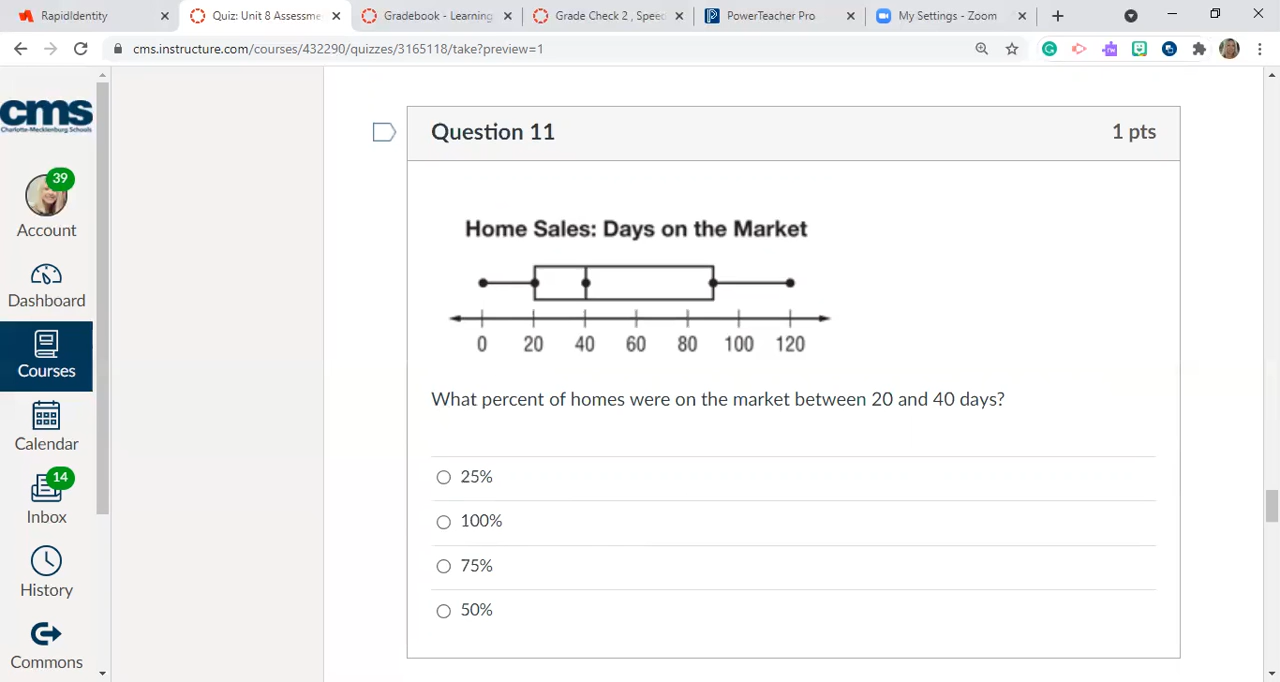 RapidIdentity
Quiz: Unit 8 Assessme
Gradebook - Learning
Grade Check 2 , Speec
PowerTeacher Pro
My Settings - Zoom
cms.instructure.com/courses/432290/quizzes/3165118/take?preview=1
cms
Charlotte-Mecklenburg Schools
39
Account
Dashboard
Courses
Calendar
14
Inbox
History
Commons
Question 11
1 pts
Home Sales: Days on the Market
0 20 40 60 80 100 120
What percent of homes were on the market between 20 and 40 days?
25%
100%
75%
50%